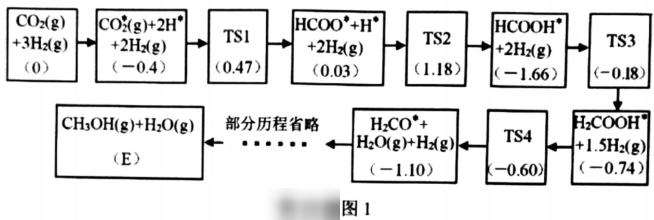 CO₂(g)
+3H₂(g)
(0)
CO₂*(g)+2H*
+2H₂(g)
(-0.4)
TS1
(0.47)
HCOO*+H*
+2H₂(g)
(0.03)
TS2
(1.18)
HCOOH*
+2H₂(g)
(-1.66)
TS3
(-0.18)
H₂COOH*
+1.5H₂(g)
(-0.74)
TS4
(-0.60)
H₂CO*+
H₂O(g)+H₂(g)
(-1.10)
部分历程省略
······
CH₃OH(g)+H₂O(g)
(E)
图1